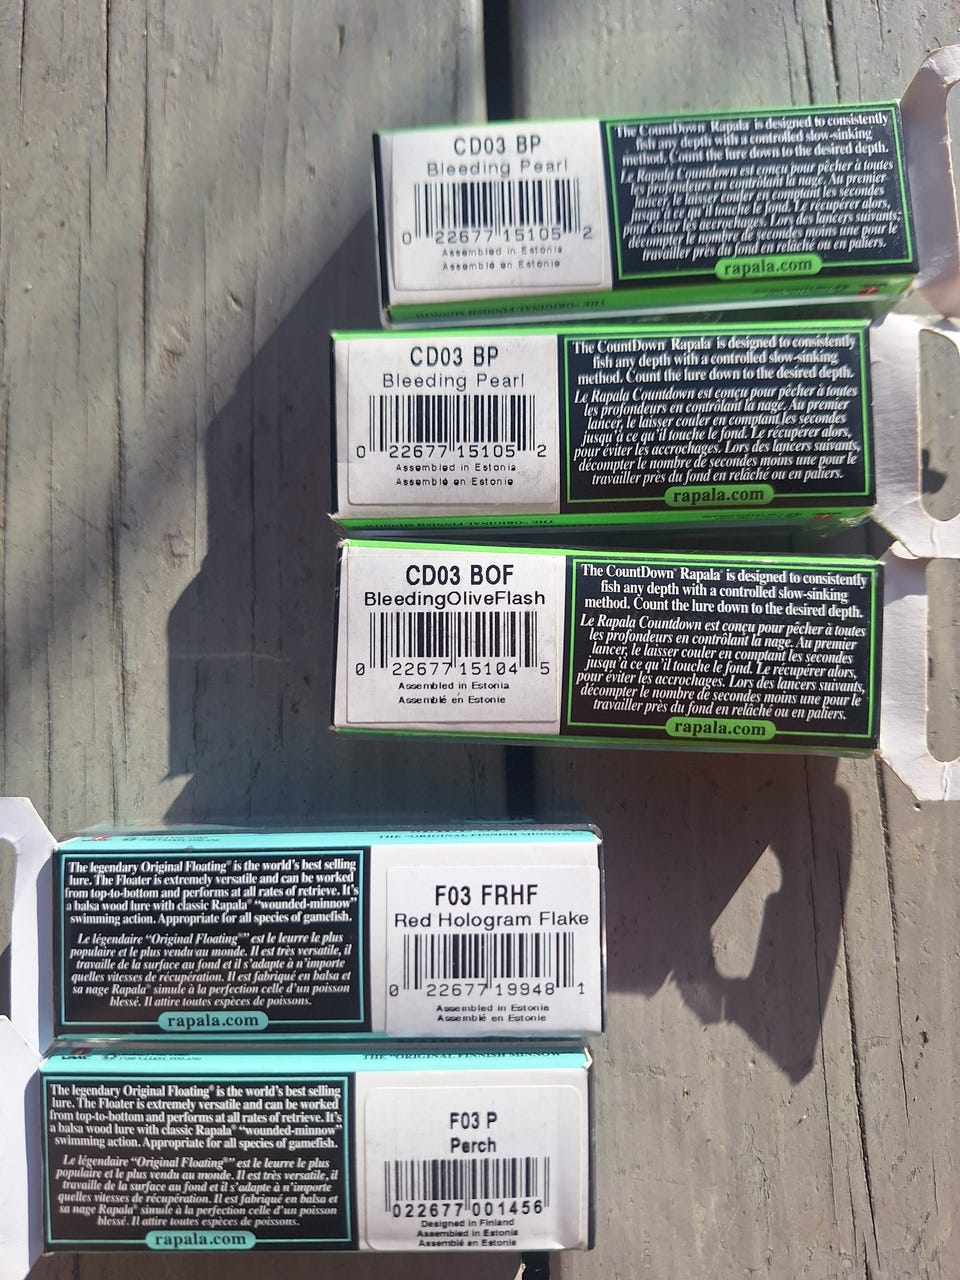 CD03 BP
Bleeding Pearl
0 22677 15105 2
Assembled in Estonia
Assemblé en Estonie
The CountDown Rapala is designed to consistently
fish any depth with a controlled slow-sinking
method. Count the lure down to the desired depth.
Le Rapala Countdown est conçu pour pêcher à toutes
les profondeurs en contrôlant la nage. Au premier
lancer, le laisser couler en comptant les secondes
jusqu'à ce qu'il touche le fond. Le récupérer alors,
pour éviter les accrochages. Lors des lancers suivants,
décompter le nombre de secondes moins une pour le
travailler près du fond en relâché ou en paliers.
rapala.com
THE "ORIGINAL FINNISH MINNOW"
CD03 BP
Bleeding Pearl
0 22677 15105 2
Assembled in Estonia
Assemblé en Estonie
The CountDown Rapala is designed to consistently
fish any depth with a controlled slow-sinking
method. Count the lure down to the desired depth.
Le Rapala Countdown est conçu pour pêcher à toutes
les profondeurs en contrôlant la nage. Au premier
lancer, le laisser couler en comptant les secondes
jusqu'à ce qu'il touche le fond. Le récupérer alors,
pour éviter les accrochages. Lors des lancers suivants,
décompter le nombre de secondes moins une pour le
travailler près du fond en relâché ou en paliers.
rapala.com
THE "ORIGINAL FINNISH MINNOW"
CD03 BOF
BleedingOliveFlash
0 22677 15104 5
Assembled in Estonia
Assemblé en Estonie
The CountDown® Rapala® is designed to consistently
fish any depth with a controlled slow-sinking
method. Count the lure down to the desired depth.
Le Rapala Countdown est conçu pour pêcher à toutes
les profondeurs en contrôlant la nage. Au premier
lancer, le laisser couler en comptant les secondes
jusqu'à ce qu'il touche le fond. Le récupérer alors,
pour éviter les accrochages. Lors des lancers suivants,
décompter le nombre de secondes moins une pour le
travailler près du fond en relâché ou en paliers.
rapala.com
THE "ORIGINAL FINNISH MINNOW"
The legendary Original Floating® is the world's best selling
lure. The Floater is extremely versatile and can be worked
from top-to-bottom and performs at all rates of retrieve. It's
a balsa wood lure with classic Rapala® "wounded-minnow"
swimming action. Appropriate for all species of gamefish.
Le légendaire "Original Floating®" est le leurre le plus
populaire et le plus vendu au monde. Il est très versatile, il
travaille de la surface au fond et il s'adapte à n'importe
quelles vitesses de récupération. Il est fabriqué en balsa et
sa nage Rapala® simule à la perfection celle d'un poisson
blessé. Il attire toutes espèces de poissons.
rapala.com
F03 FRHF
Red Hologram Flake
0 22677 19948 1
Assembled in Estonia
Assemblé en Estonie
THE "ORIGINAL FINNISH MINNOW"
The legendary Original Floating® is the world's best selling
lure. The Floater is extremely versatile and can be worked
from top-to-bottom and performs at all rates of retrieve. It's
a balsa wood lure with classic Rapala® "wounded-minnow"
swimming action. Appropriate for all species of gamefish.
Le légendaire "Original Floating®" est le leurre le plus
populaire et le plus vendu au monde. Il est très versatile, il
travaille de la surface au fond et il s'adapte à n'importe
quelles vitesses de récupération. Il est fabriqué en balsa et
sa nage Rapala® simule à la perfection celle d'un poisson
blessé. Il attire toutes espèces de poissons.
rapala.com
F03 P
Perch
022677 001456
Designed in Finland
Assembled in Estonia
Assemblé en Estonie